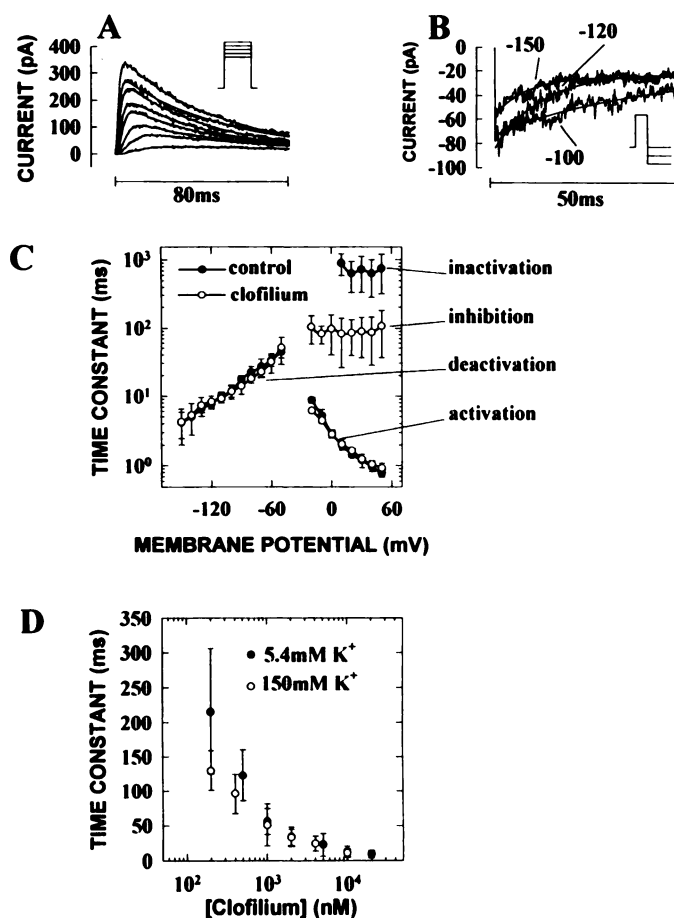 A
CURRENT (pA)
400
300
200
100
0
80ms
B
CURRENT (pA)
0
-20
-40
-60
-80
-100
-150
-120
-100
50ms
C
TIME CONSTANT (ms)
10³
10²
10¹
10⁰
control
clofilium
inactivation
inhibition
deactivation
activation
-120
-60
0
60
MEMBRANE POTENTIAL (mV)
D
TIME CONSTANT (ms)
350
300
250
200
150
100
50
0
5.4mM K⁺
150mM K⁺
10²
10³
10⁴
[Clofilium] (nM)